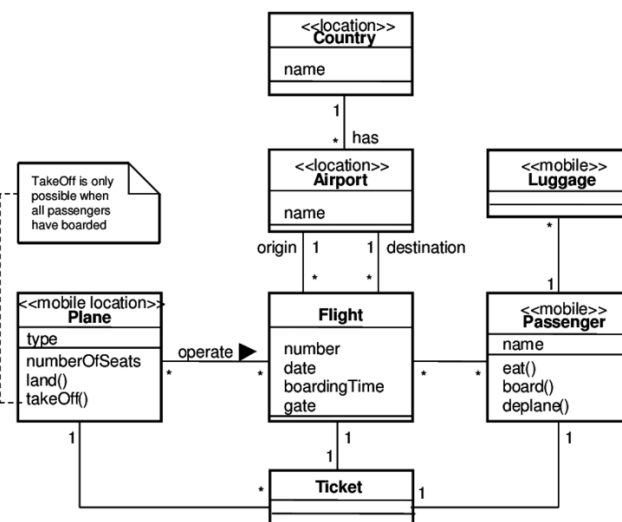 <<location>>
Country
name
1
* has
<<location>>
Airport
name
<<mobile>>
Luggage
TakeOff is only
possible when
all passengers
have boarded
origin 1
1 destination
*
*
*
1
<<mobile location>>
Plane
type
numberOfSeats
land()
takeOff()
operate
*
*
Flight
number
date
boardingTime
gate
*
*
<<mobile>>
Passenger
name
eat()
board()
deplane()
1
1
1
1
*
Ticket
1